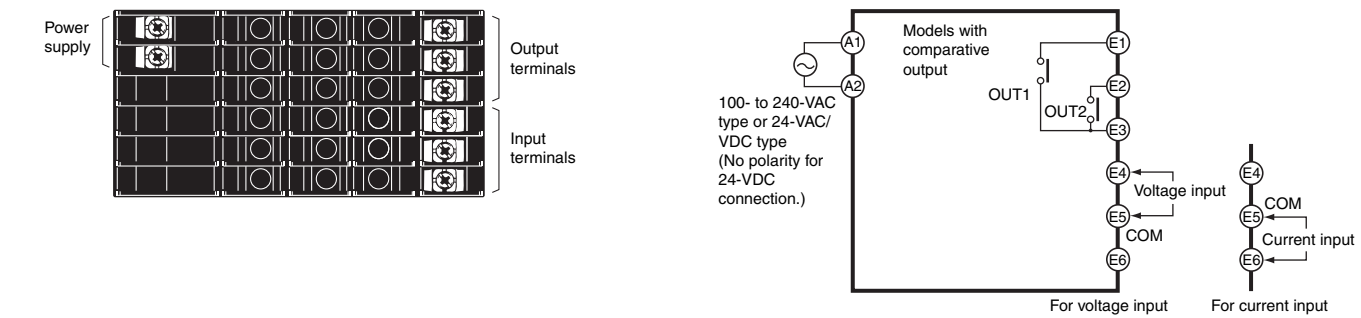 Power
supply
Output
terminals
Input
terminals
A1
A2
100- to 240-VAC
type or 24-VAC/
VDC type
(No polarity for
24-VDC
connection.)
Models with
comparative
output
OUT1
OUT2
E1
E2
E3
E4
Voltage input
E5
COM
E6
For voltage input
E4
COM
E5
Current input
E6
For current input